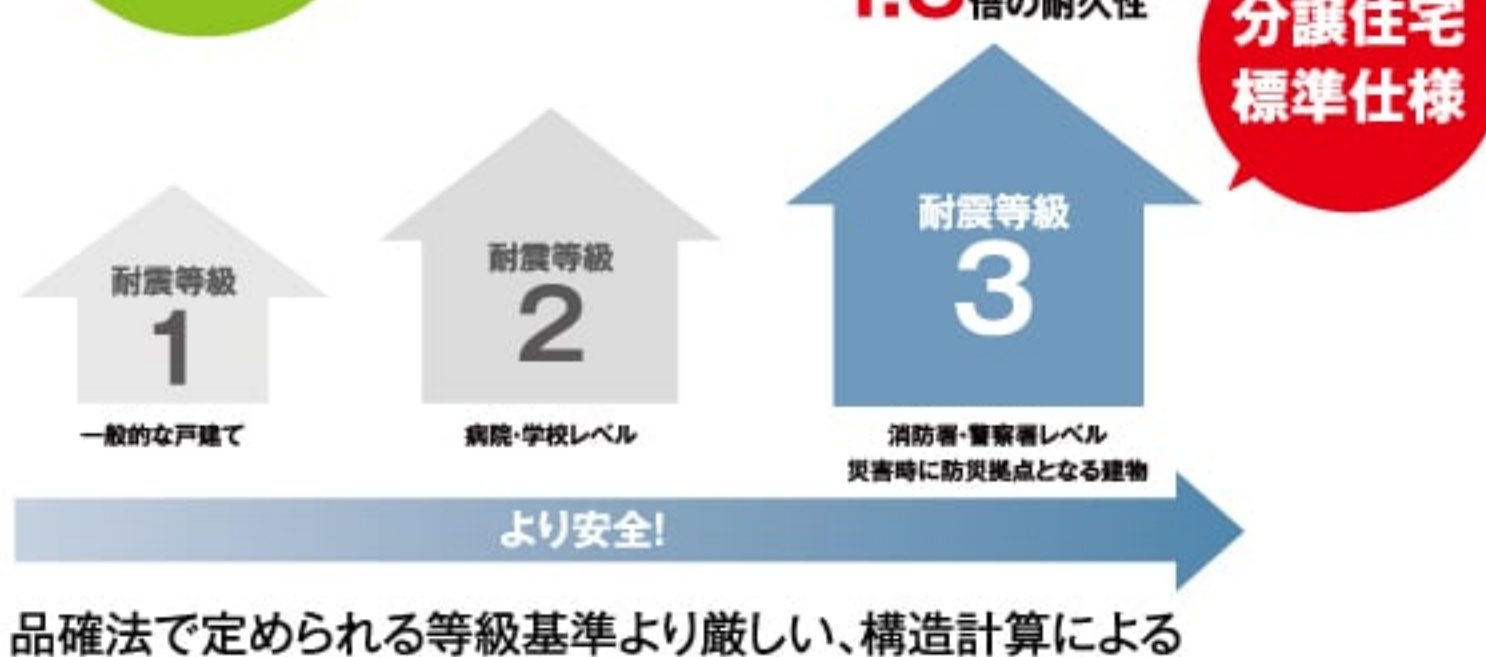 倍の耐久性
分譲住宅
標準仕様
耐震等級
3
耐震等級
2
耐震等級
1
一般的な戸建て
病院・学校レベル
消防署・警察署レベル
災害時に防災拠点となる建物
より安全!
品確法で定められる等級基準より厳しい、構造計算による